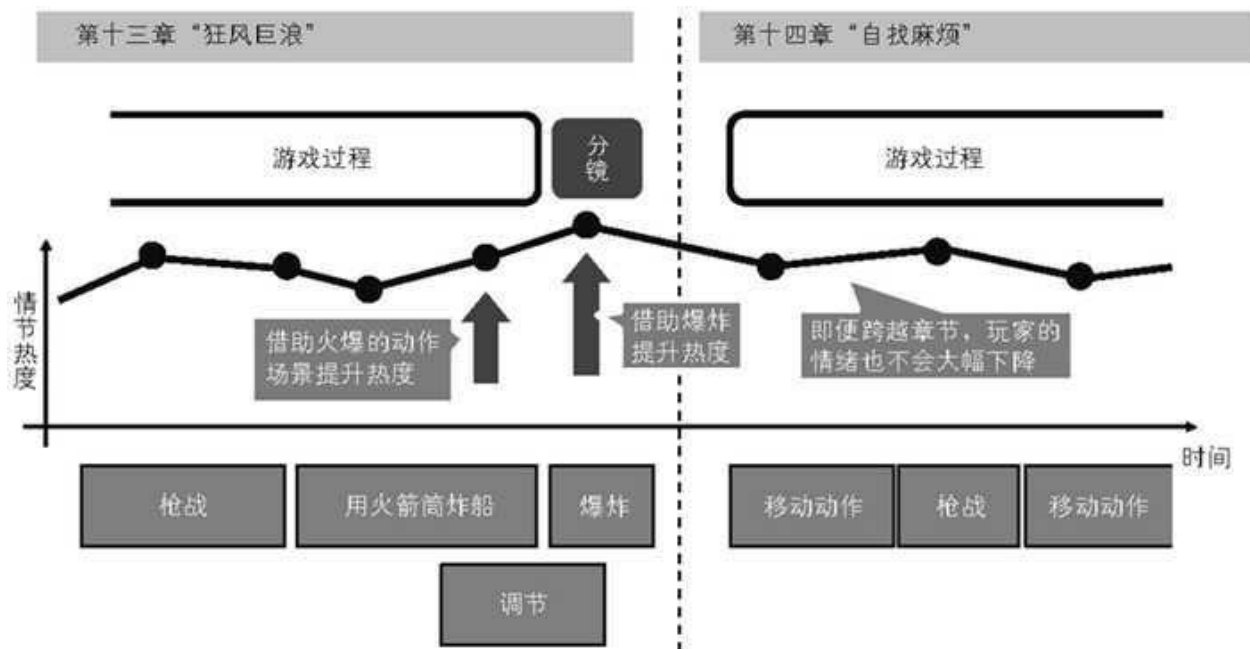 第十三章“狂风巨浪”
第十四章“自找麻烦”
游戏过程
分
镜
游戏过程
情
节
热
度
借助火爆的动作
场景提升热度
借助爆炸
提升热度
即便跨越章节，玩家的
情绪也不会大幅下降
时间
枪战
用火箭筒炸船
爆炸
移动动作
枪战
移动动作
调节